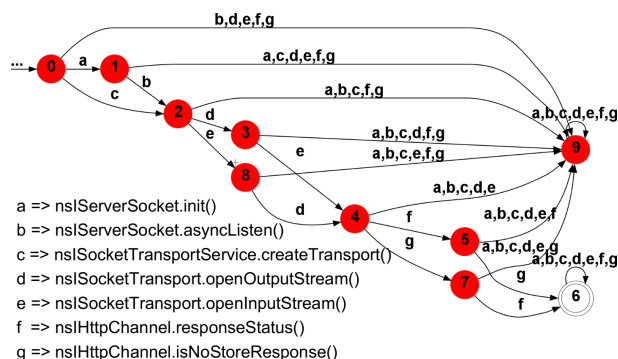 b,d,e,f,g
...
0
a
1
a,c,d,e,f,g
b
c
2
d
a,b,c,f,g
a,b,c,d,e,f,g
e
3
a,b,c,d,f,g
9
e
a,b,c,e,f,g
8
d
4
a,b,c,d,e
f
5
a,b,c,d,e,f
g
a,b,c,d,e,g
a,b,c,d,e,f,g
7
g
6
f
a => nsIServerSocket.init()
b => nsIServerSocket.asyncListen()
c => nsISocketTransportService.createTransport()
d => nsISocketTransport.openOutputStream()
e => nsISocketTransport.openInputStream()
f => nsIHttpChannel.responseStatus()
g => nsIHttpChannel.isNoStoreResponse()